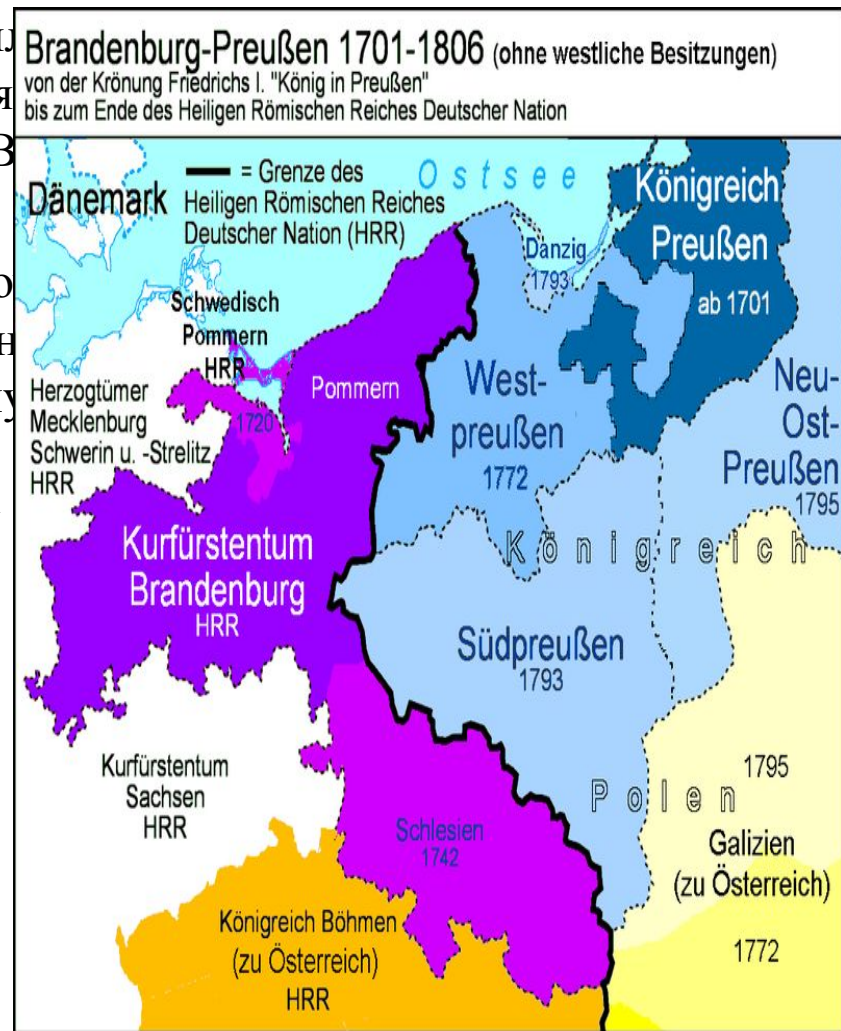 Brandenburg-Preußen 1701-1806 (ohne westliche Besitzungen)
von der Krönung Friedrichs I. "König in Preußen"
bis zum Ende des Heiligen Römischen Reiches Deutscher Nation
= Grenze des
Heiligen Römischen Reiches
Deutscher Nation (HRR)
Ostsee
Dänemark
Königreich
Preußen
ab 1701
Danzig
1793
Schwedisch
Pommern
HRR
Pommern
West-
preußen
1772
Neu-
Ost-
Preußen
1795
Herzogtümer
Mecklenburg
Schwerin u. -Strelitz
HRR
1720
Kurfürstentum
Brandenburg
HRR
Königreich
Südpreußen
1793
Kurfürstentum
Sachsen
HRR
Polen
1795
Schlesien
1742
Galizien
(zu Österreich)
1772
Königreich Böhmen
(zu Österreich)
HRR